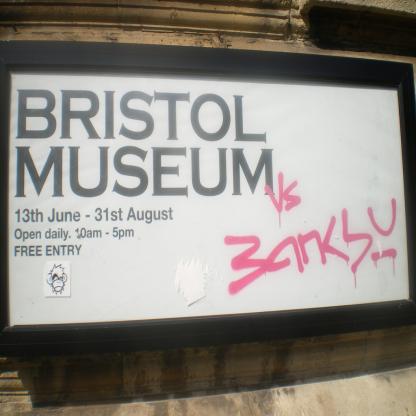 BRISTOL
MUSEUM
vs
Banksy
13th June - 31st August
Open daily. 10am - 5pm
FREE ENTRY